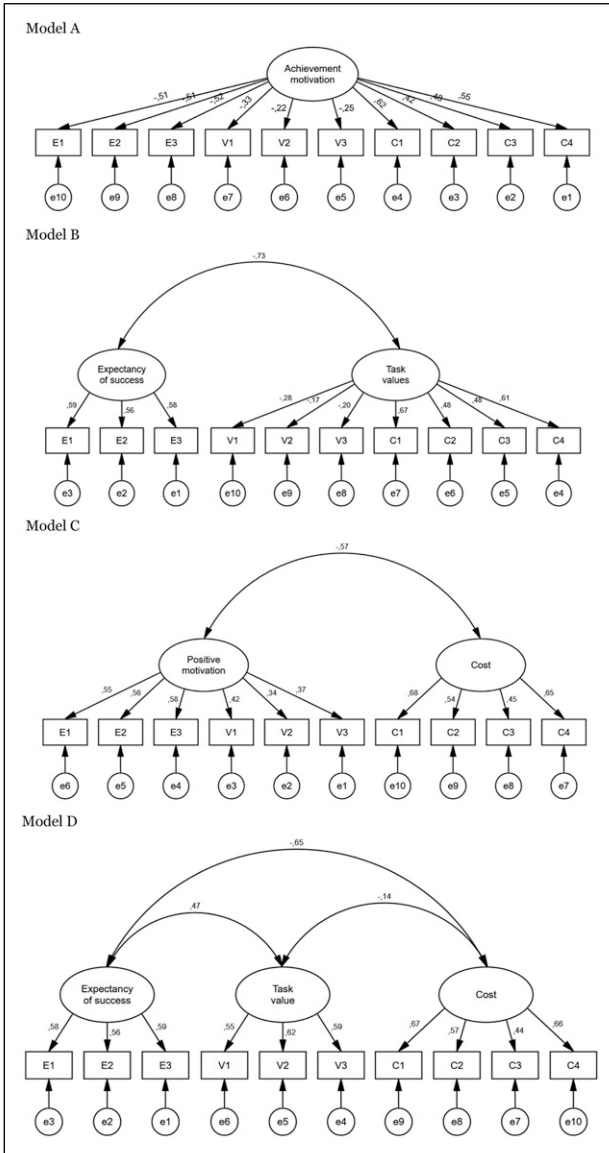 Model A
Achievement
motivation
-,51 -,51 -,62 -,33 -,22 -,25 ,62 ,42 ,48 ,55
E1 E2 E3 V1 V2 V3 C1 C2 C3 C4
e10 e9 e8 e7 e6 e5 e4 e3 e2 e1
Model B
-,73
Expectancy
of success
Task
values
,59 ,56 ,58 -,28 -,17 -,20 ,67 ,48 ,46 ,61
E1 E2 E3 V1 V2 V3 C1 C2 C3 C4
e3 e2 e1 e10 e9 e8 e7 e6 e5 e4
Model C
-,57
Positive
motivation
Cost
,55 ,56 ,58 ,42 ,34 ,37 ,68 ,54 ,45 ,65
E1 E2 E3 V1 V2 V3 C1 C2 C3 C4
e6 e5 e4 e3 e2 e1 e10 e9 e8 e7
Model D
-,65
,47 -,14
Expectancy
of success
Task
value
Cost
,58 ,56 ,59 ,55 ,62 ,59 ,67 ,57 ,44 ,66
E1 E2 E3 V1 V2 V3 C1 C2 C3 C4
e3 e2 e1 e6 e5 e4 e9 e8 e7 e10